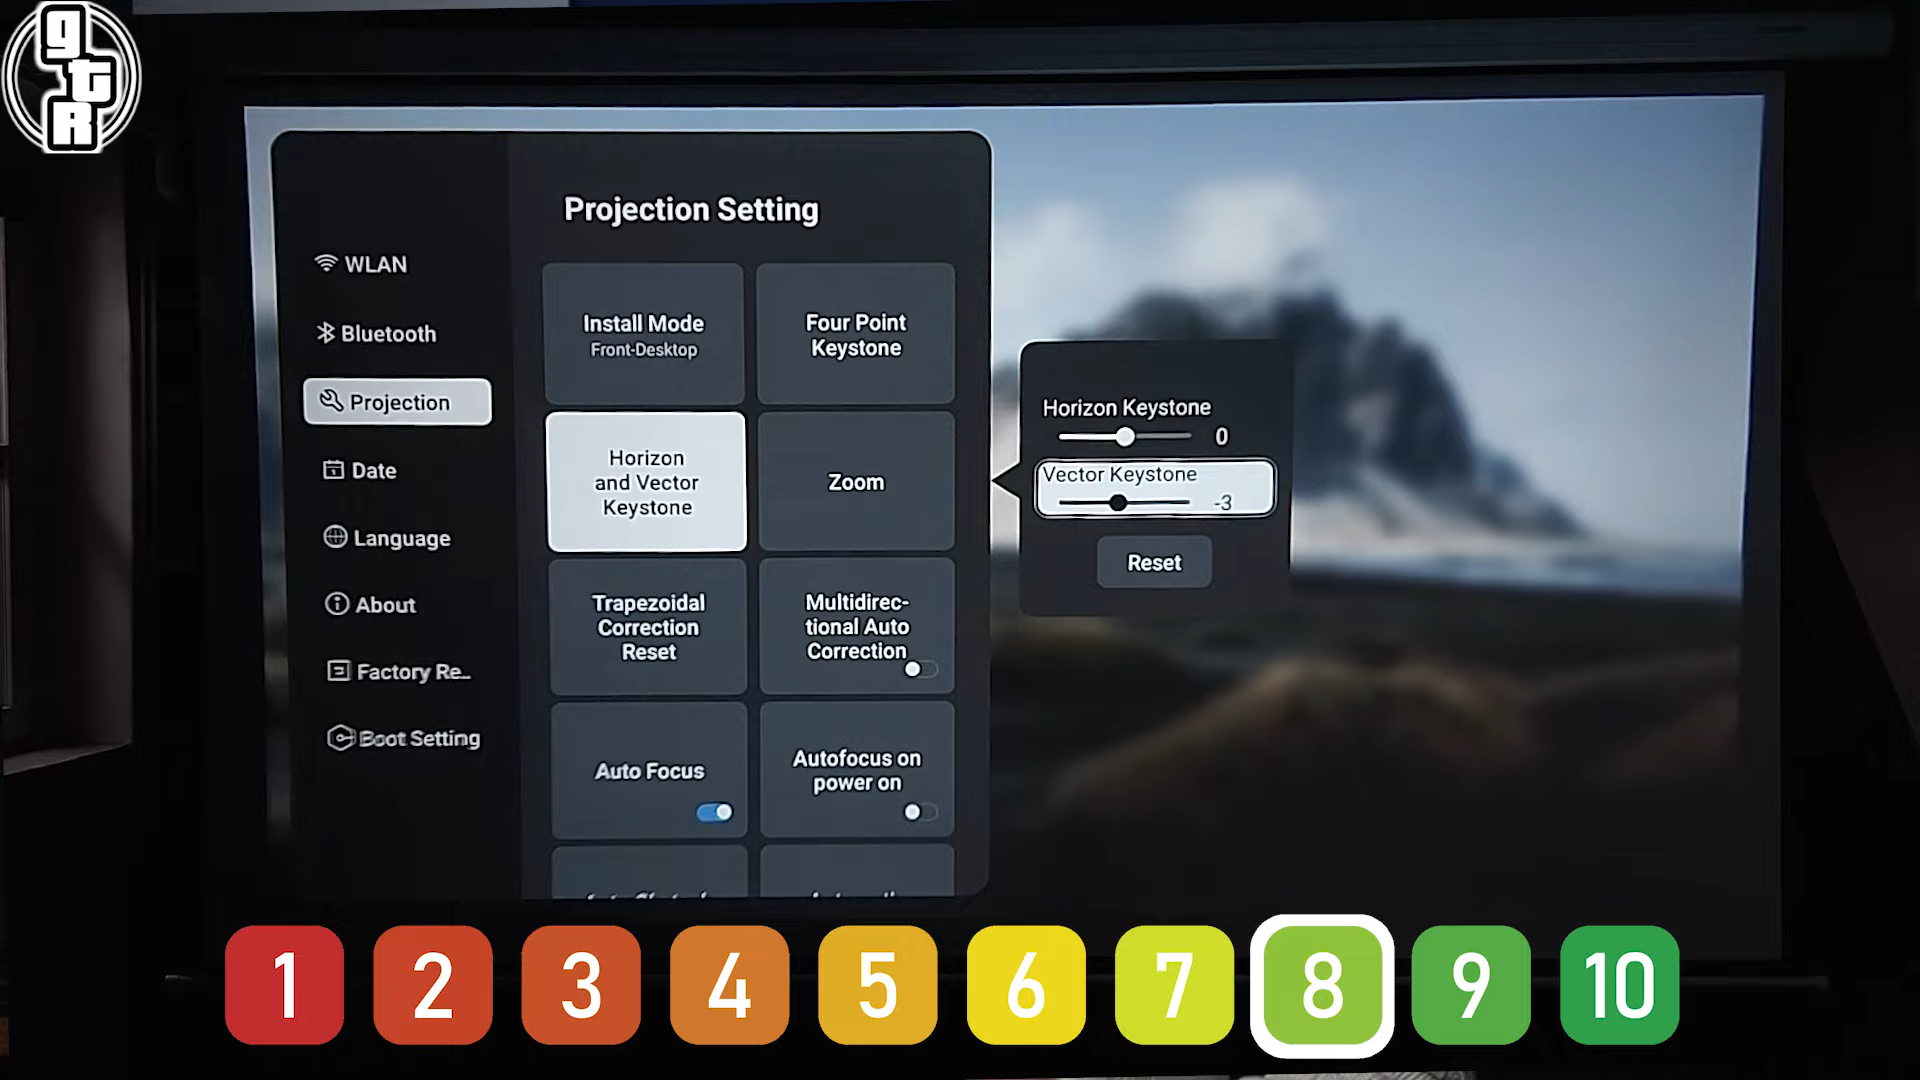 gtR
Projection Setting
WLAN
Bluetooth
Projection
Date
Language
About
Factory Re...
Boot Setting
Install Mode
Front-Desktop
Four Point
Keystone
Horizon
and Vector
Keystone
Zoom
Trapezoidal
Correction
Reset
Multidirec-
tional Auto
Correction
Auto Focus
Autofocus on
power on
Horizon Keystone
0
Vector Keystone
-3
Reset
1 2 3 4 5 6 7 8 9 10